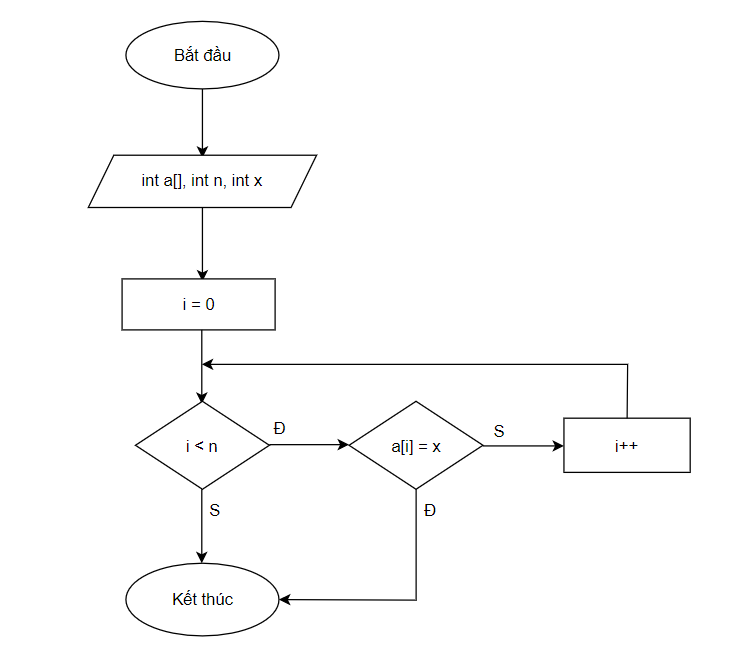 Bắt đầu
int a[], int n, int x
i = 0
i < n
Đ
a[i] = x
S
i++
S
Đ
Kết thúc